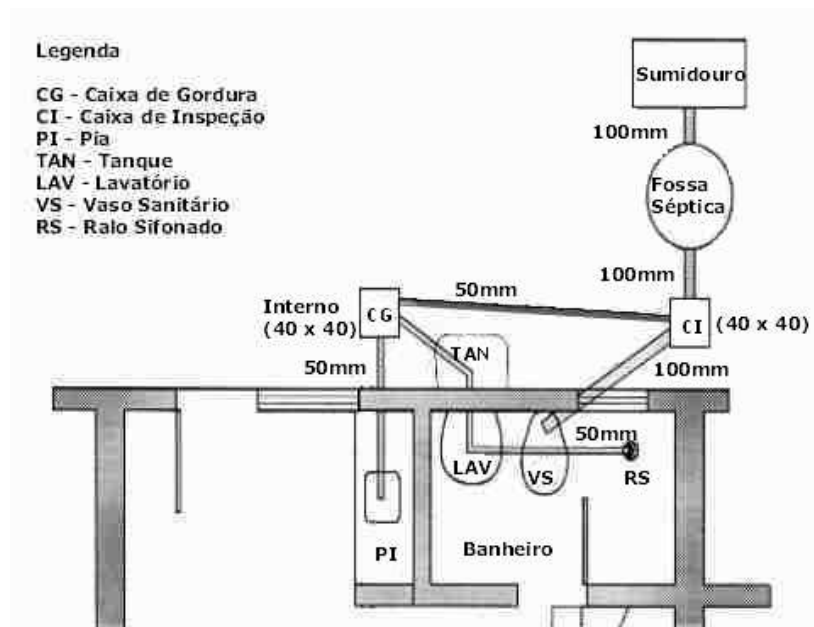 Legenda
CG - Caixa de Gordura
CI - Caixa de Inspeção
PI - Pia
TAN - Tanque
LAV - Lavatório
VS - Vaso Sanitário
RS - Ralo Sifonado
Sumidouro
100mm
Fossa
Séptica
100mm
50mm
Interno
(40 x 40)
CG
CI
(40 x 40)
TAN
50mm
100mm
50mm
LAV
VS
RS
PI
Banheiro